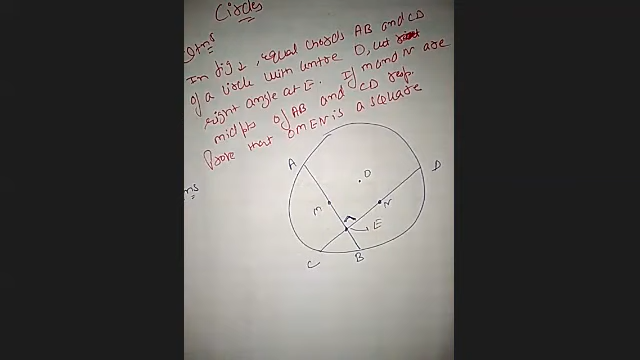 Circles
Qns
In fig 1, equal chords AB and CD
of a circle with centre O, cut
right angle at E. If M and N are
midpts of AB and CD resp.
Prove that OMEN is a square
Ans
A
D
O
M
N
E
C
B